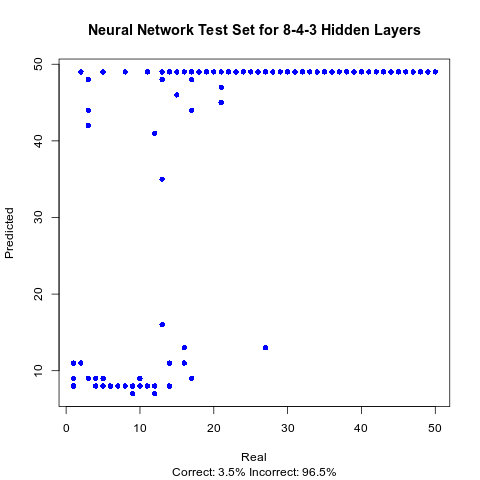 Neural Network Test Set for 8-4-3 Hidden Layers
50
40
30
20
10
Predicted
0 10 20 30 40 50
Real
Correct: 3.5% Incorrect: 96.5%